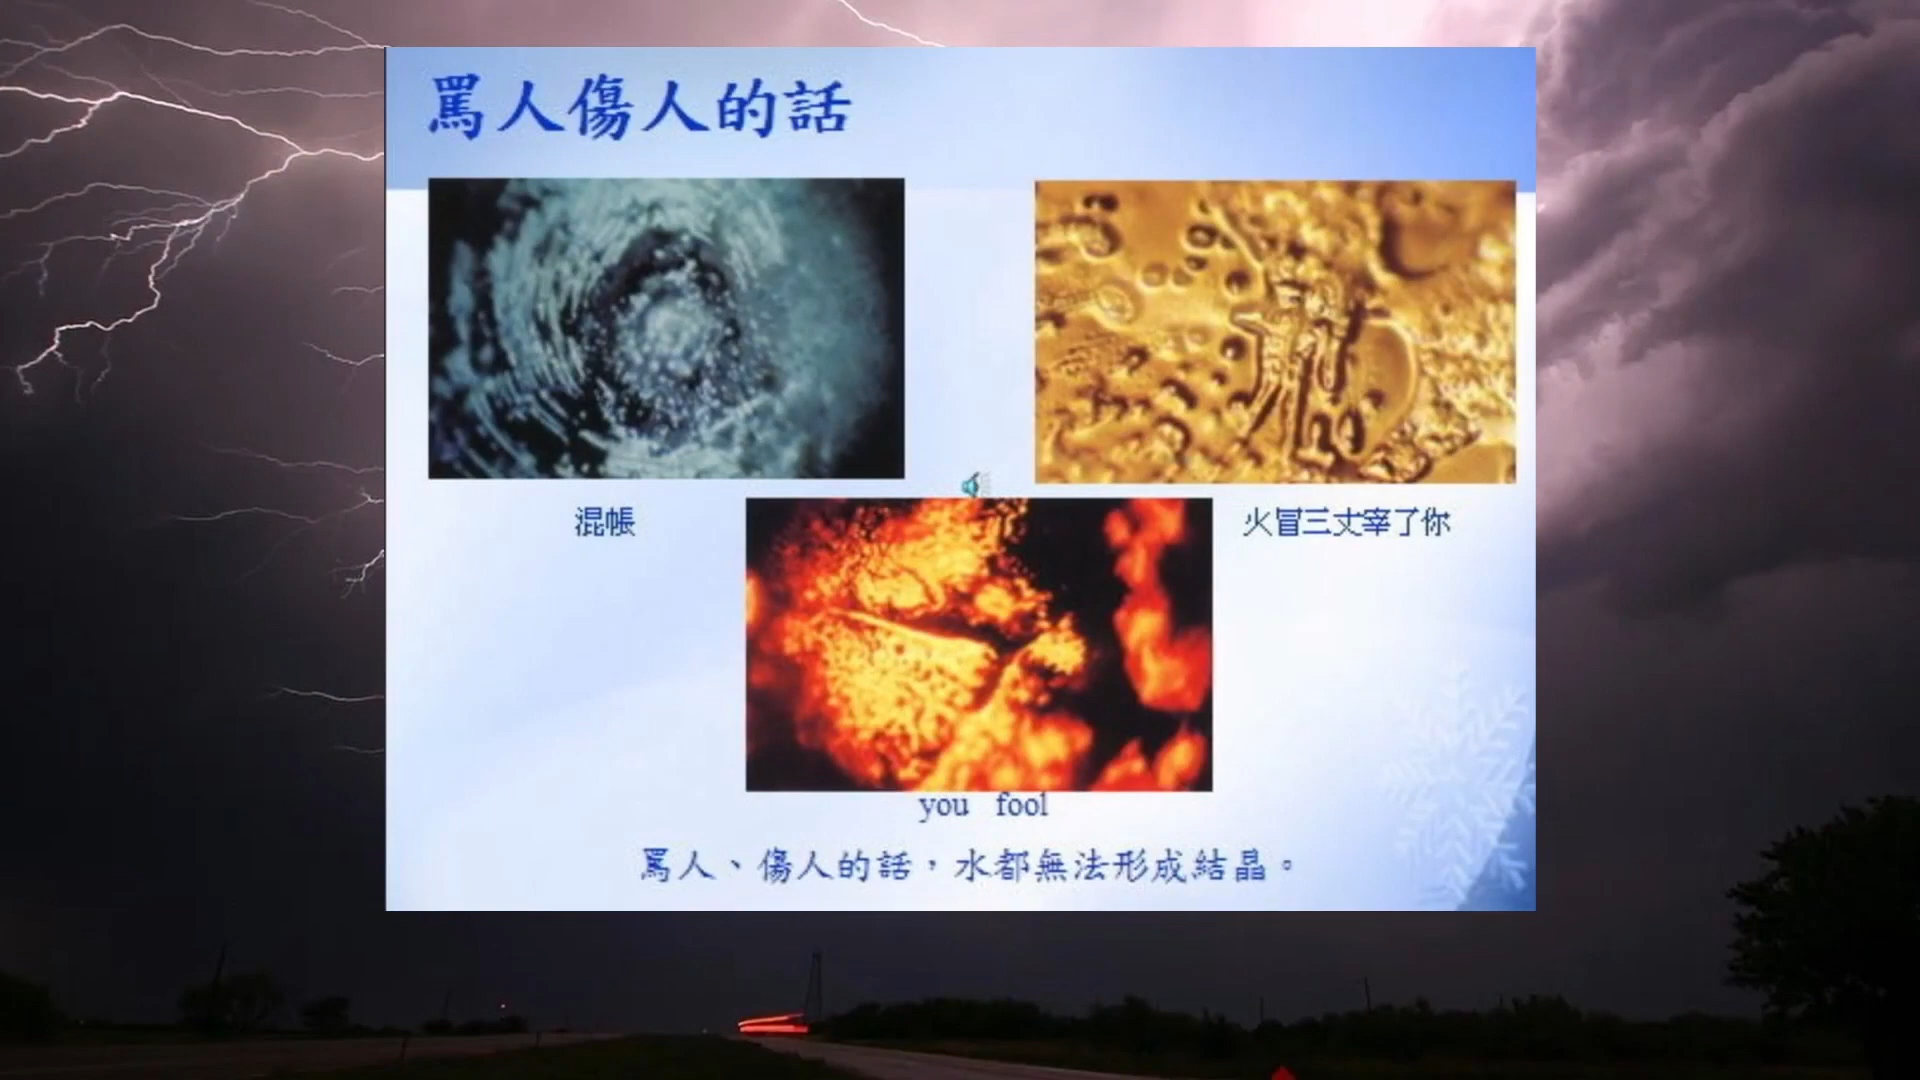 罵人傷人的話
混帳
火冒三丈宰了你
you fool
罵人、傷人的話，水都無法形成結晶。